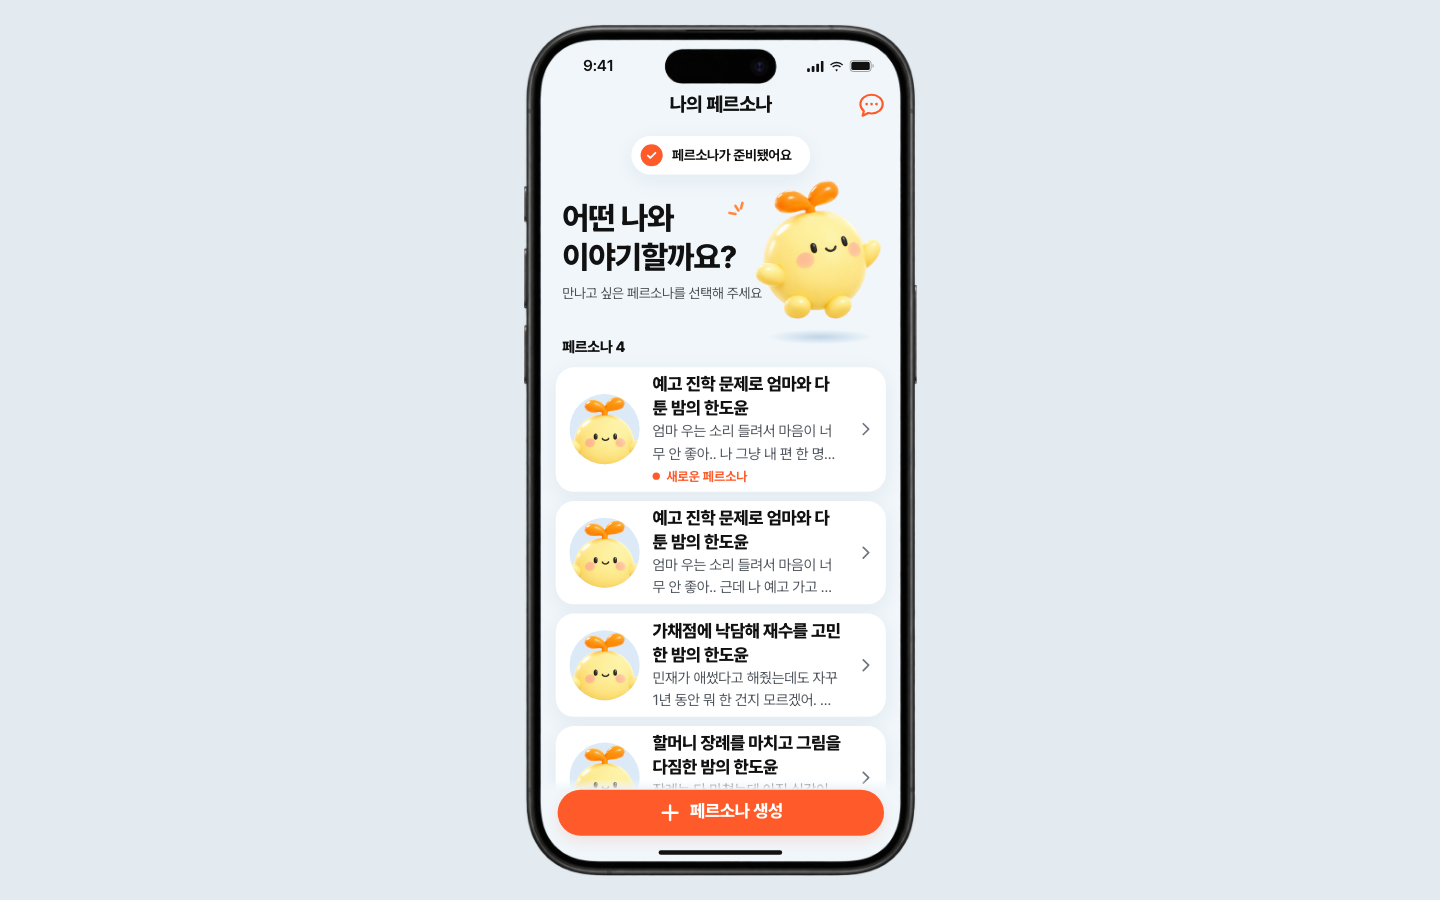 9:41
나의 페르소나
페르소나가 준비됐어요
어떤 나와
이야기할까요?
만나고 싶은 페르소나를 선택해 주세요
페르소나 4
예고 진학 문제로 엄마와 다
툰 밤의 한도윤
엄마 우는 소리 들려서 마음이 너
무 안 좋아.. 나 그냥 내 편 한 명...
새로운 페르소나
예고 진학 문제로 엄마와 다
툰 밤의 한도윤
엄마 우는 소리 들려서 마음이 너
무 안 좋아.. 근데 나 예고 가고 ...
가채점에 낙담해 재수를 고민
한 밤의 한도윤
민재가 애썼다고 해줬는데도 자꾸
1년 동안 뭐 한 건지 모르겠어. ...
할머니 장례를 마치고 그림을
다짐한 밤의 한도윤
페르소나 생성